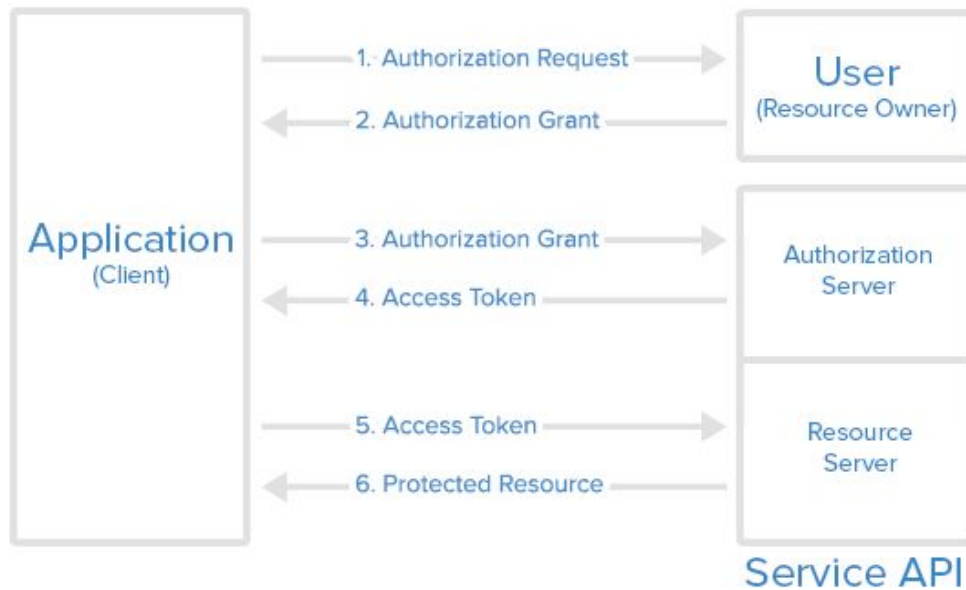 1. Authorization Request
User
(Resource Owner)
2. Authorization Grant
Application
(Client)
3. Authorization Grant
Authorization
Server
4. Access Token
5. Access Token
Resource
Server
6. Protected Resource
Service API